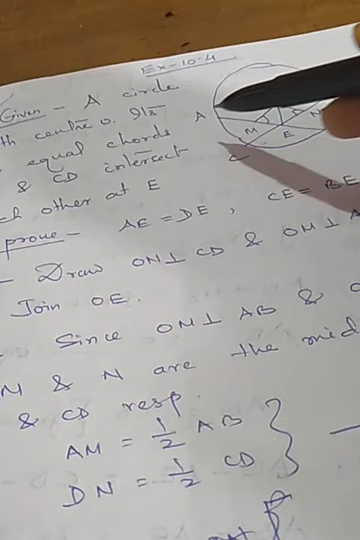 Ex-10.4
Given - A circle
th centre O. Its
equal chords
& CD intersect
ch other at E
prove - AE = DE, CE = BE
- Draw ON ⊥ CD & OM ⊥ A
Join OE.
Since OM ⊥ AB & O
M & N are the mid
& CD resp.
AM = 1/2 AB
DN = 1/2 CD
A
M
E
N
C